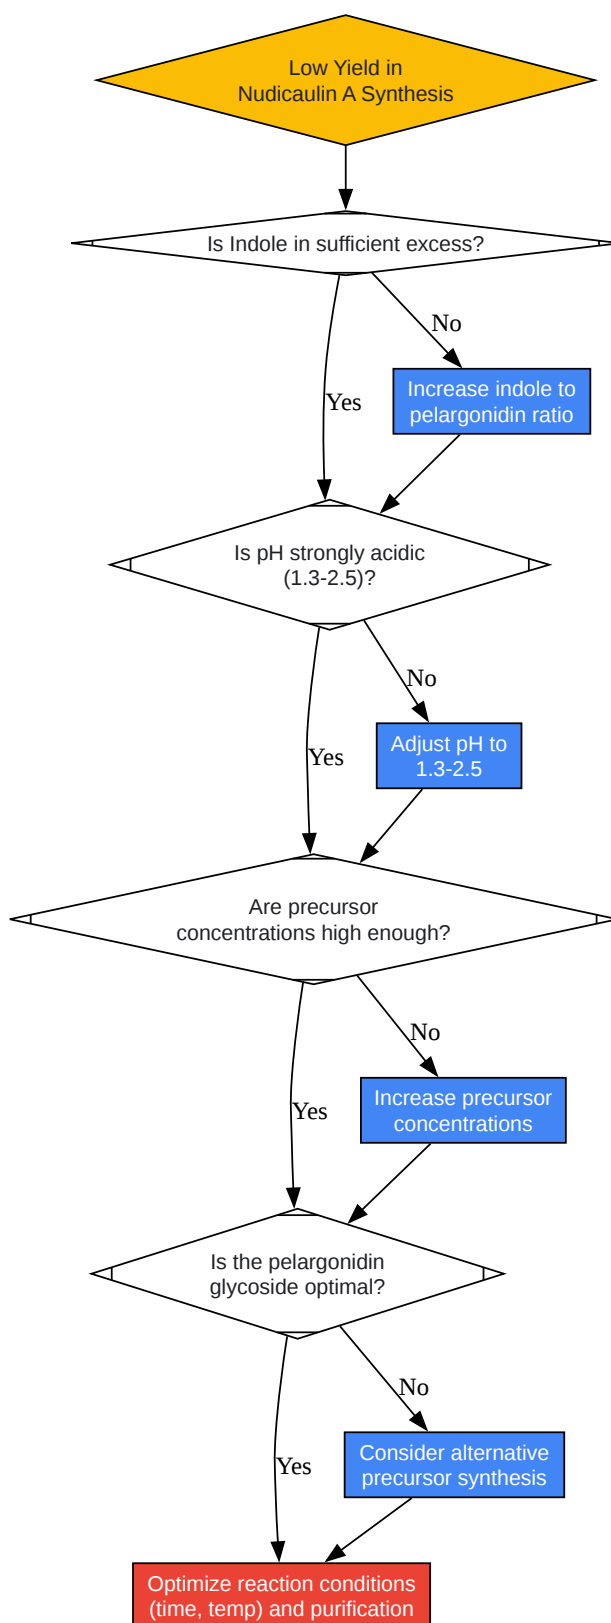 Low Yield in
Nudicaulin A Synthesis
Is Indole in sufficient excess?
No
Yes
Increase indole to
pelargonidin ratio
Is pH strongly acidic
(1.3-2.5)?
No
Yes
Adjust pH to
1.3-2.5
Are precursor
concentrations high enough?
No
Yes
Increase precursor
concentrations
Is the pelargonidin
glycoside optimal?
No
Yes
Consider alternative
precursor synthesis
Optimize reaction conditions
(time, temp) and purification